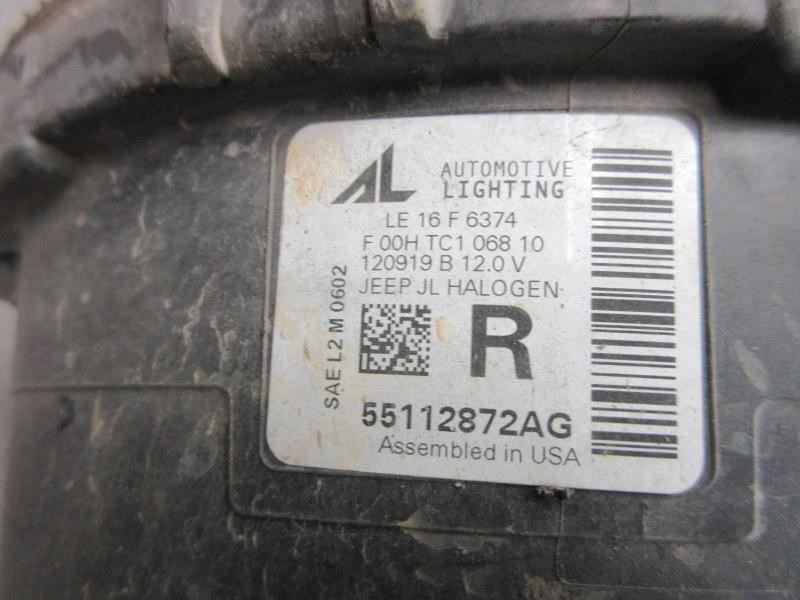 AL AUTOMOTIVE
LIGHTING
LE 16 F 6374
F 00H TC1 068 10
120919 B 12.0 V
JEEP JL HALOGEN
SAE L2 M 0602
R
55112872AG
Assembled in USA